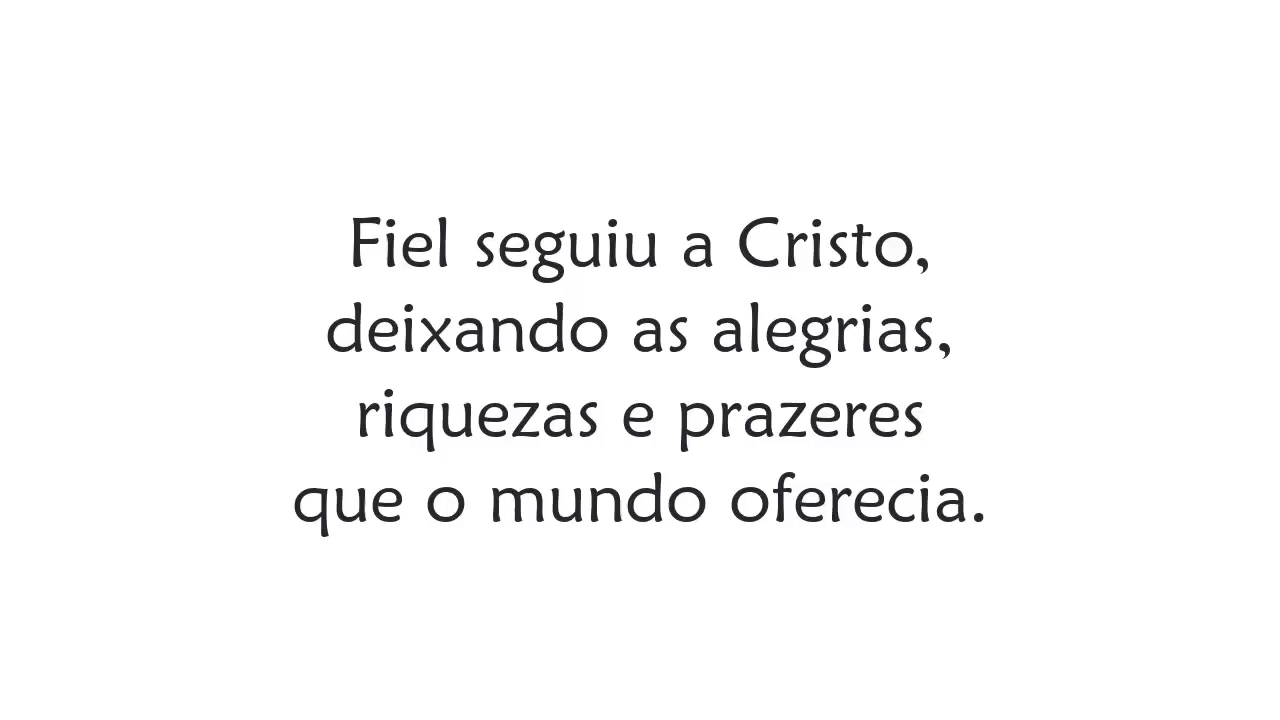 Fiel seguiu a Cristo,
deixando as alegrias,
riquezas e prazeres
que o mundo oferecia.